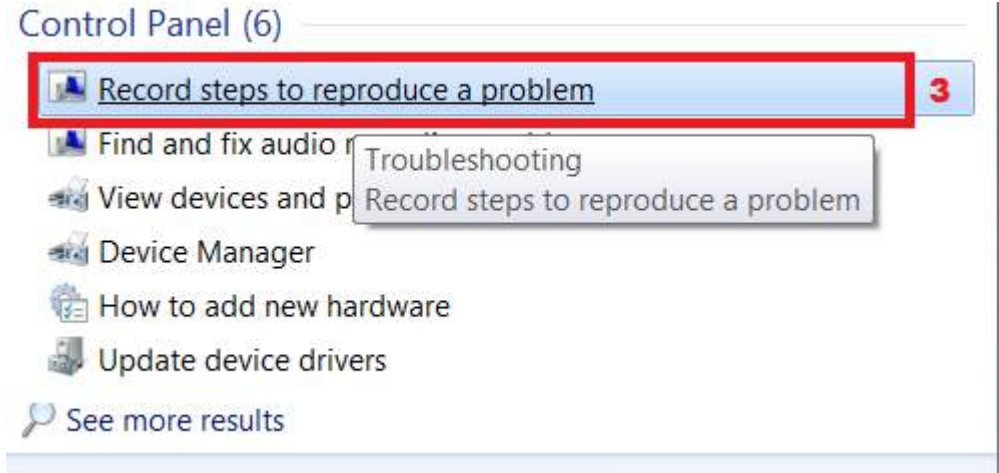 Control Panel (6)
Record steps to reproduce a problem 3
Find and fix audio
Troubleshooting
View devices and
Record steps to reproduce a problem
Device Manager
How to add new hardware
Update device drivers
See more results